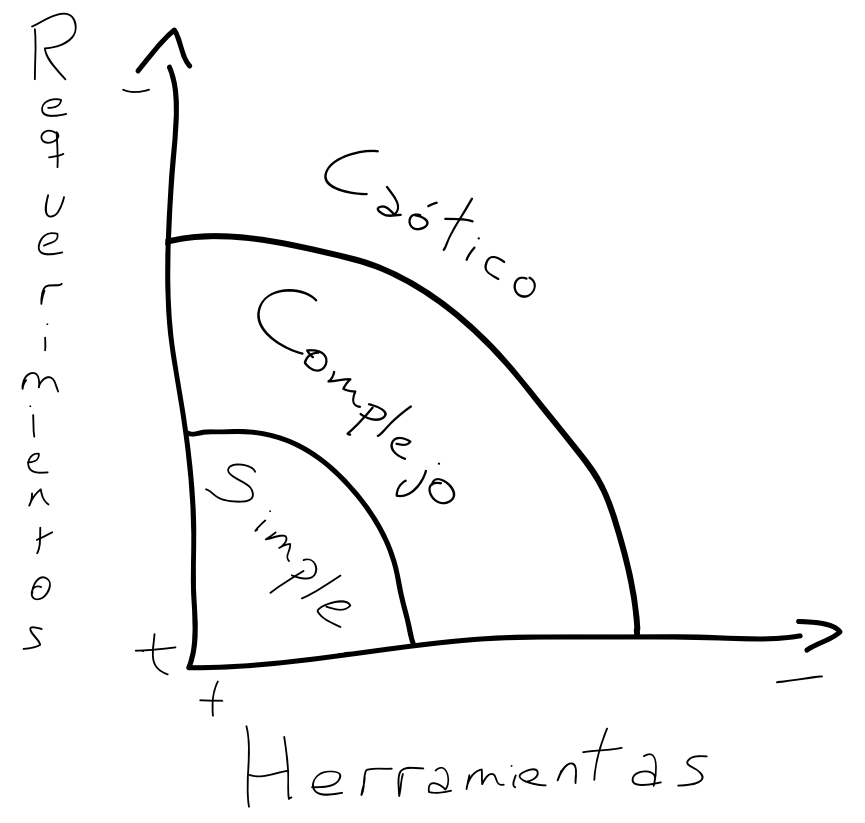 Requerimientos
-
Caótico
Complejo
Simple
+
+
-
Herramientas